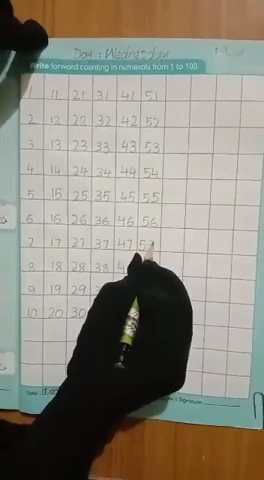 Day: Wednesday
Write forward counting in numerals from 1 to 100.
1 11 21 31 41 51
2 12 22 32 42 52
3 13 23 33 43 53
4 14 24 34 44 54
5 15 25 35 45 55
6 16 26 36 46 56
7 17 27 37 47
8 18 28 38
9 19 29
10 20 30
Date
Signature